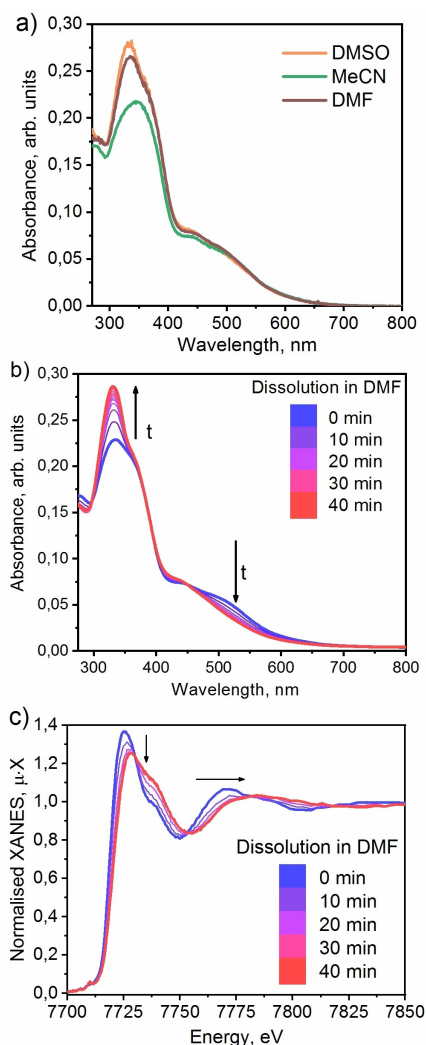 a)
0,30
0,25
0,20
0,15
0,10
0,05
0,00
Absorbance, arb. units
DMSO
MeCN
DMF
300 400 500 600 700 800
Wavelength, nm
b)
0,30
0,25
0,20
0,15
0,10
0,05
0,00
Absorbance, arb. units
t
t
Dissolution in DMF
0 min
10 min
20 min
30 min
40 min
300 400 500 600 700 800
Wavelength, nm
c)
1,4
1,2
1,0
0,8
0,6
0,4
0,2
0,0
Normalised XANES, μ·X
Dissolution in DMF
0 min
10 min
20 min
30 min
40 min
7700 7725 7750 7775 7800 7825 7850
Energy, eV